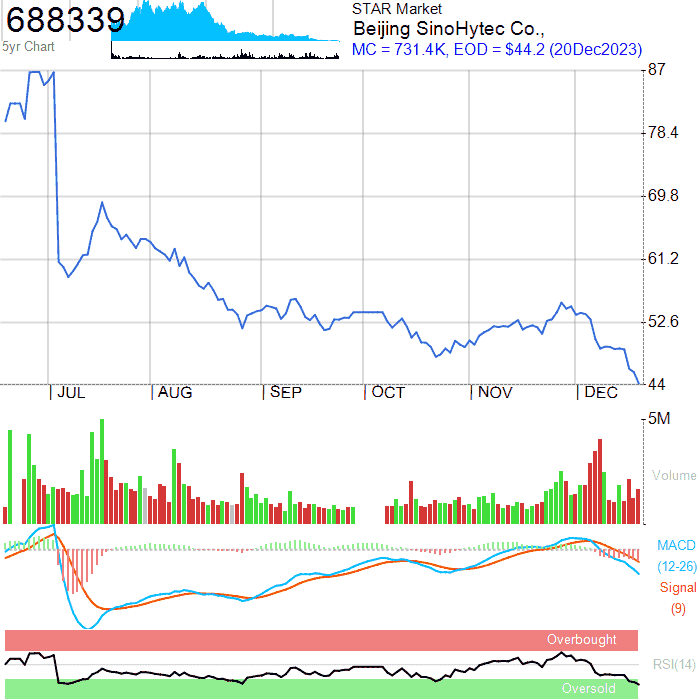 688339
5yr Chart
STAR Market
Beijing SinoHytec Co.,
MC = 731.4K, EOD = $44.2 (20Dec2023)
87
78.4
69.8
61.2
52.6
44
JUL AUG SEP OCT NOV DEC
5M
Volume
MACD
(12-26)
Signal
(9)
Overbought
RSI(14)
Oversold